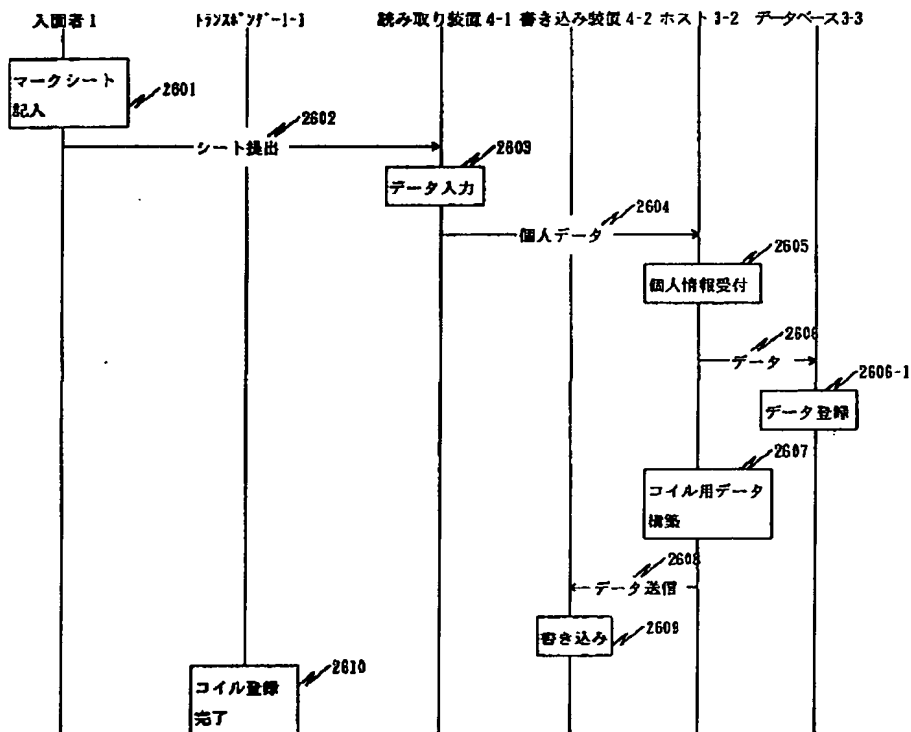 入園者1 トランスポンダー1-3 読み取り装置4-1 書き込み装置4-2 ホスト3-2 データベース3-3
マークシート
記入
2601
2602
シート提出
2603
データ入力
2604
個人データ
2605
個人情報受付
2606
データ
2606-1
データ登録
2607
コイル用データ
構築
2608
データ送信
書き込み
2609
2610
コイル登録
完了